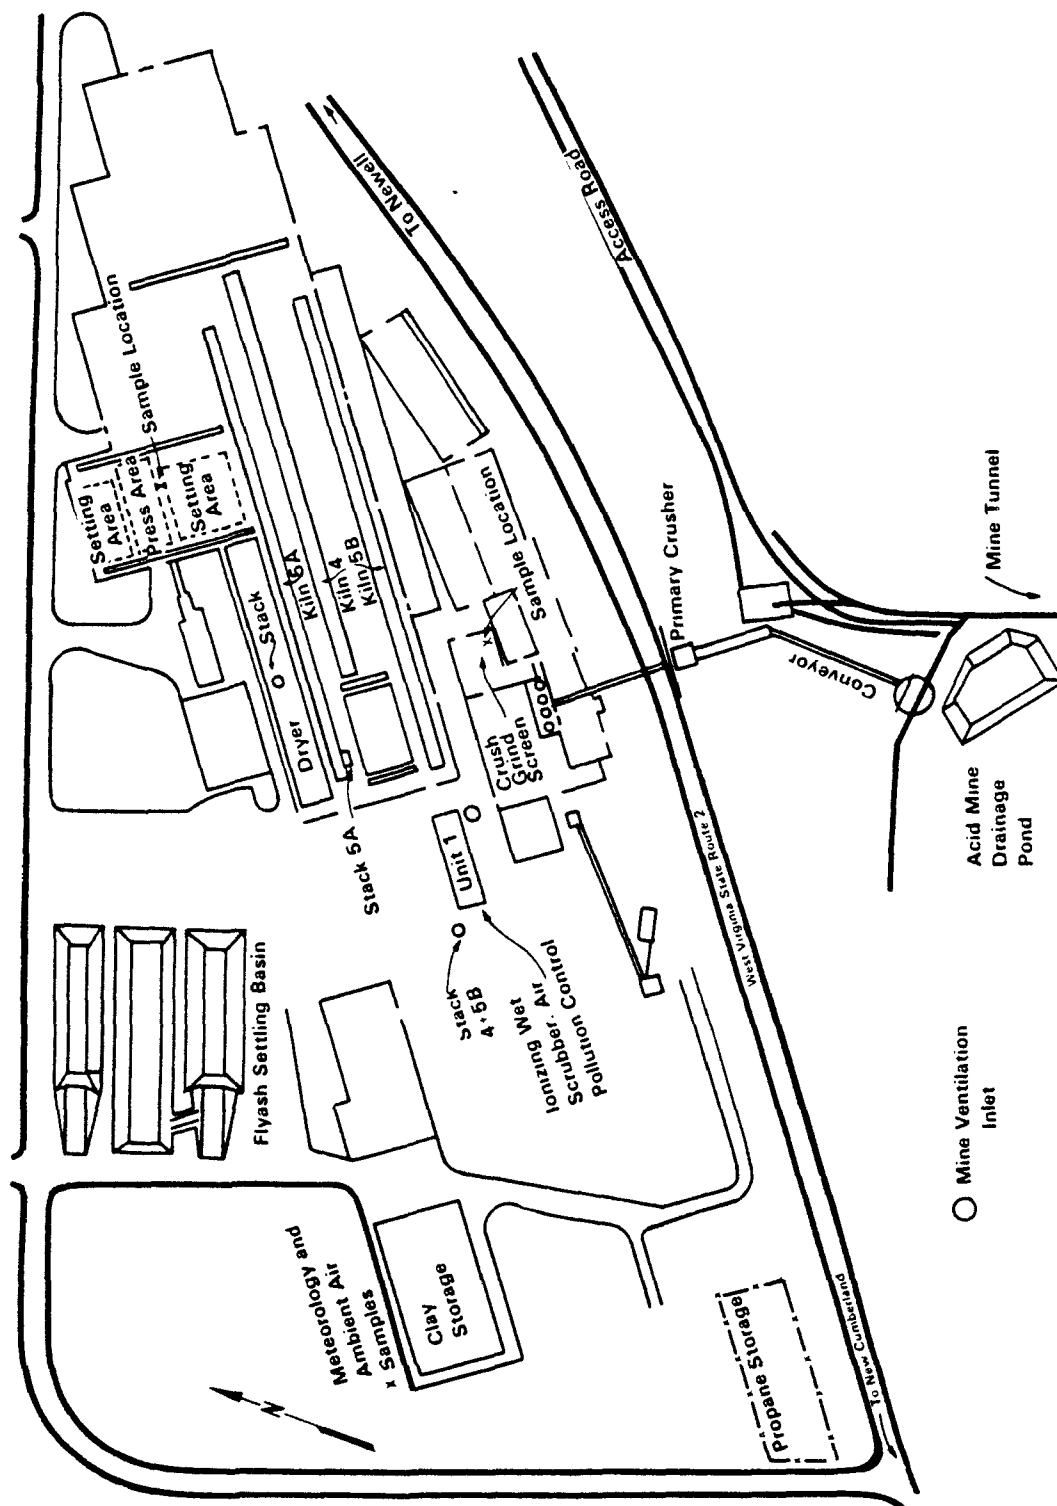 Setting
Area
Press Area
Sample Location
Setting
Area
Stack
Dryer
Kiln 5A
Kiln 4
Kiln 5B
Stack 5A
To Newell
Access Road
Sample Location
Crush
Grind
Screen
Primary Crusher
Conveyor
Mine Tunnel
Acid Mine
Drainage
Pond
Unit 1
Stack
4+5B
Ionizing Wet
Scrubber. Air
Pollution Control
West Virginia State Route 2
Flyash Settling Basin
Mine Ventilation
Inlet
Meteorology and
Ambient Air
x Samples
Clay
Storage
N
Propane Storage
To New Cumberland
x